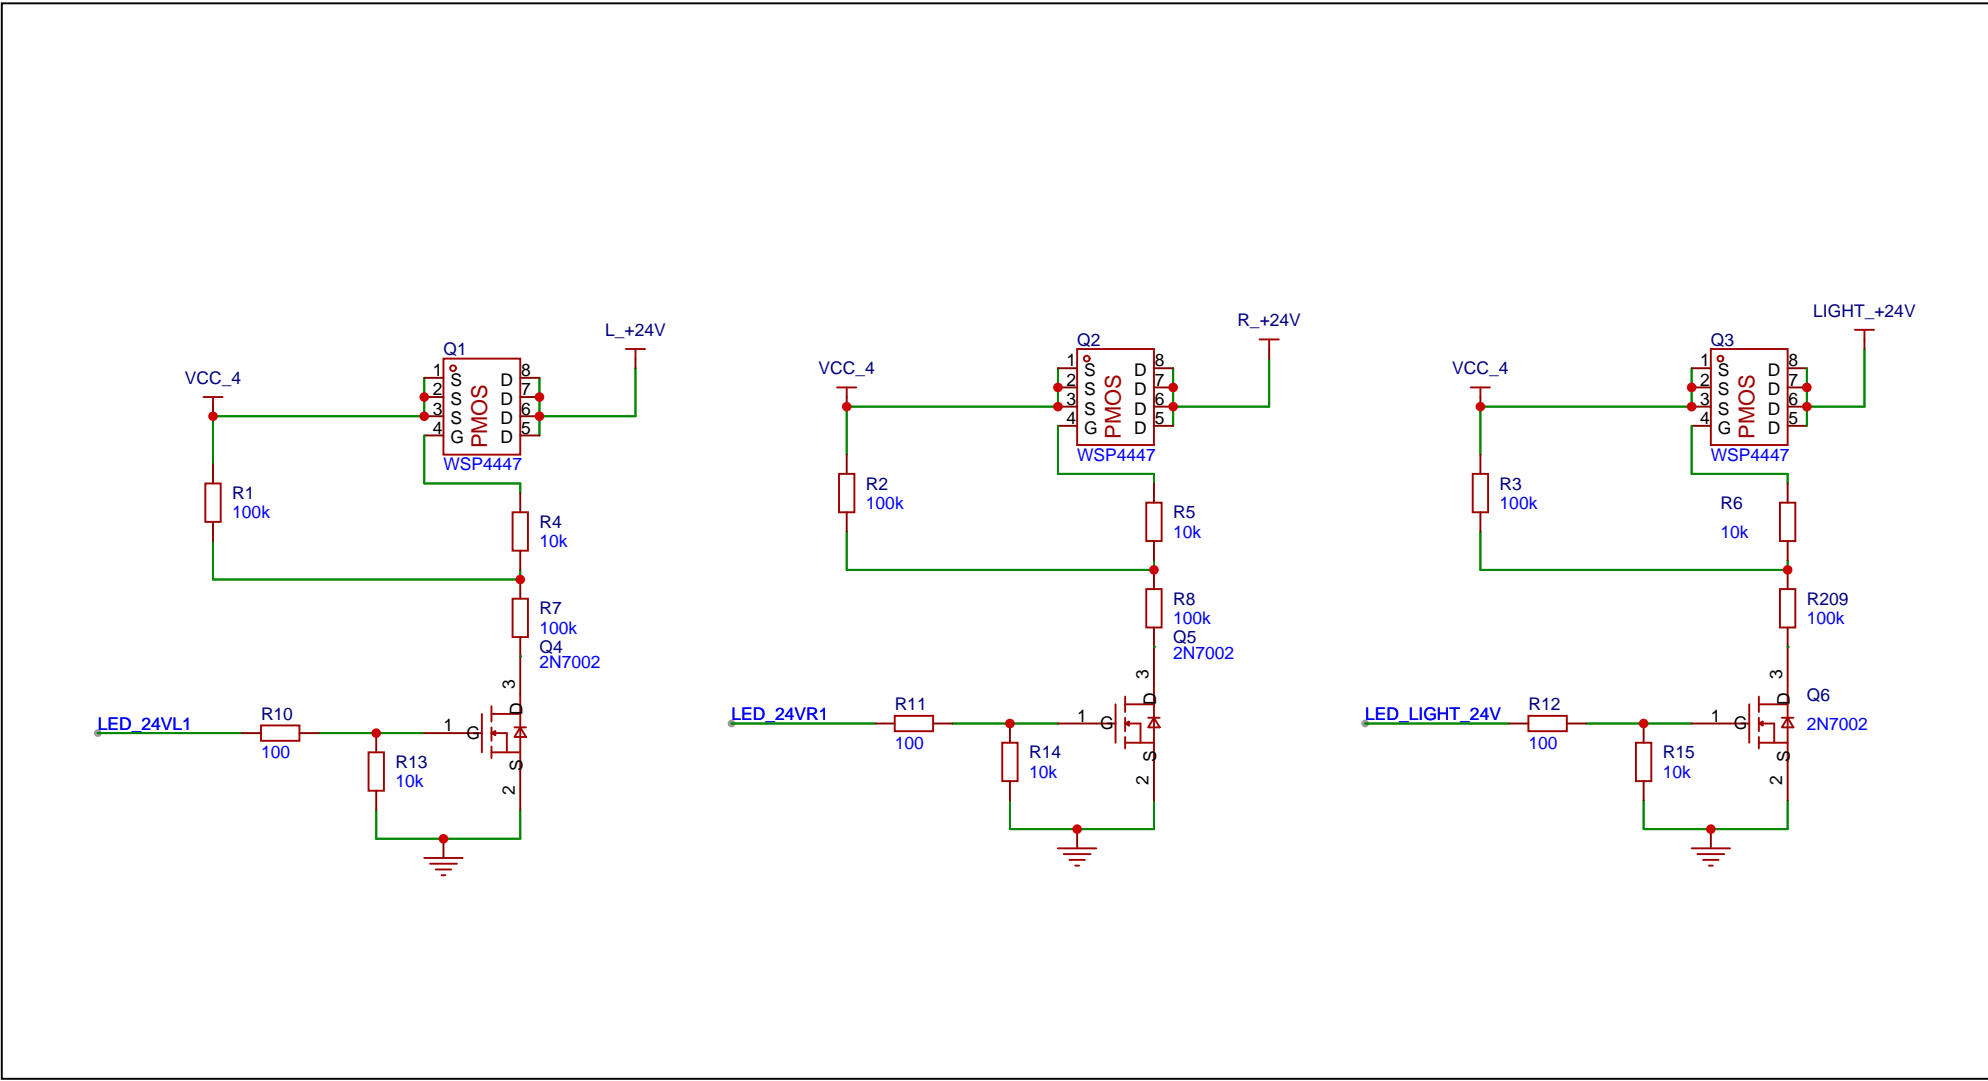 L_+24V
VCC_4
Q1
1
2
3
4
S
S
S
G
PMOS
D
D
D
D
8
7
6
5
WSP4447
R1
100k
R4
10k
R7
100k
Q4
2N7002
3
D
1
G
S
2
LED_24VL1
R10
100
R13
10k
R_+24V
VCC_4
Q2
1
2
3
4
S
S
S
G
PMOS
D
D
D
D
8
7
6
5
WSP4447
R2
100k
R5
10k
R8
100k
Q5
2N7002
3
D
1
G
S
2
LED_24VR1
R11
100
R14
10k
LIGHT_+24V
VCC_4
Q3
1
2
3
4
S
S
S
G
PMOS
D
D
D
D
8
7
6
5
WSP4447
R3
100k
R6
10k
R209
100k
Q6
2N7002
3
D
1
G
S
2
LED_LIGHT_24V
R12
100
R15
10k